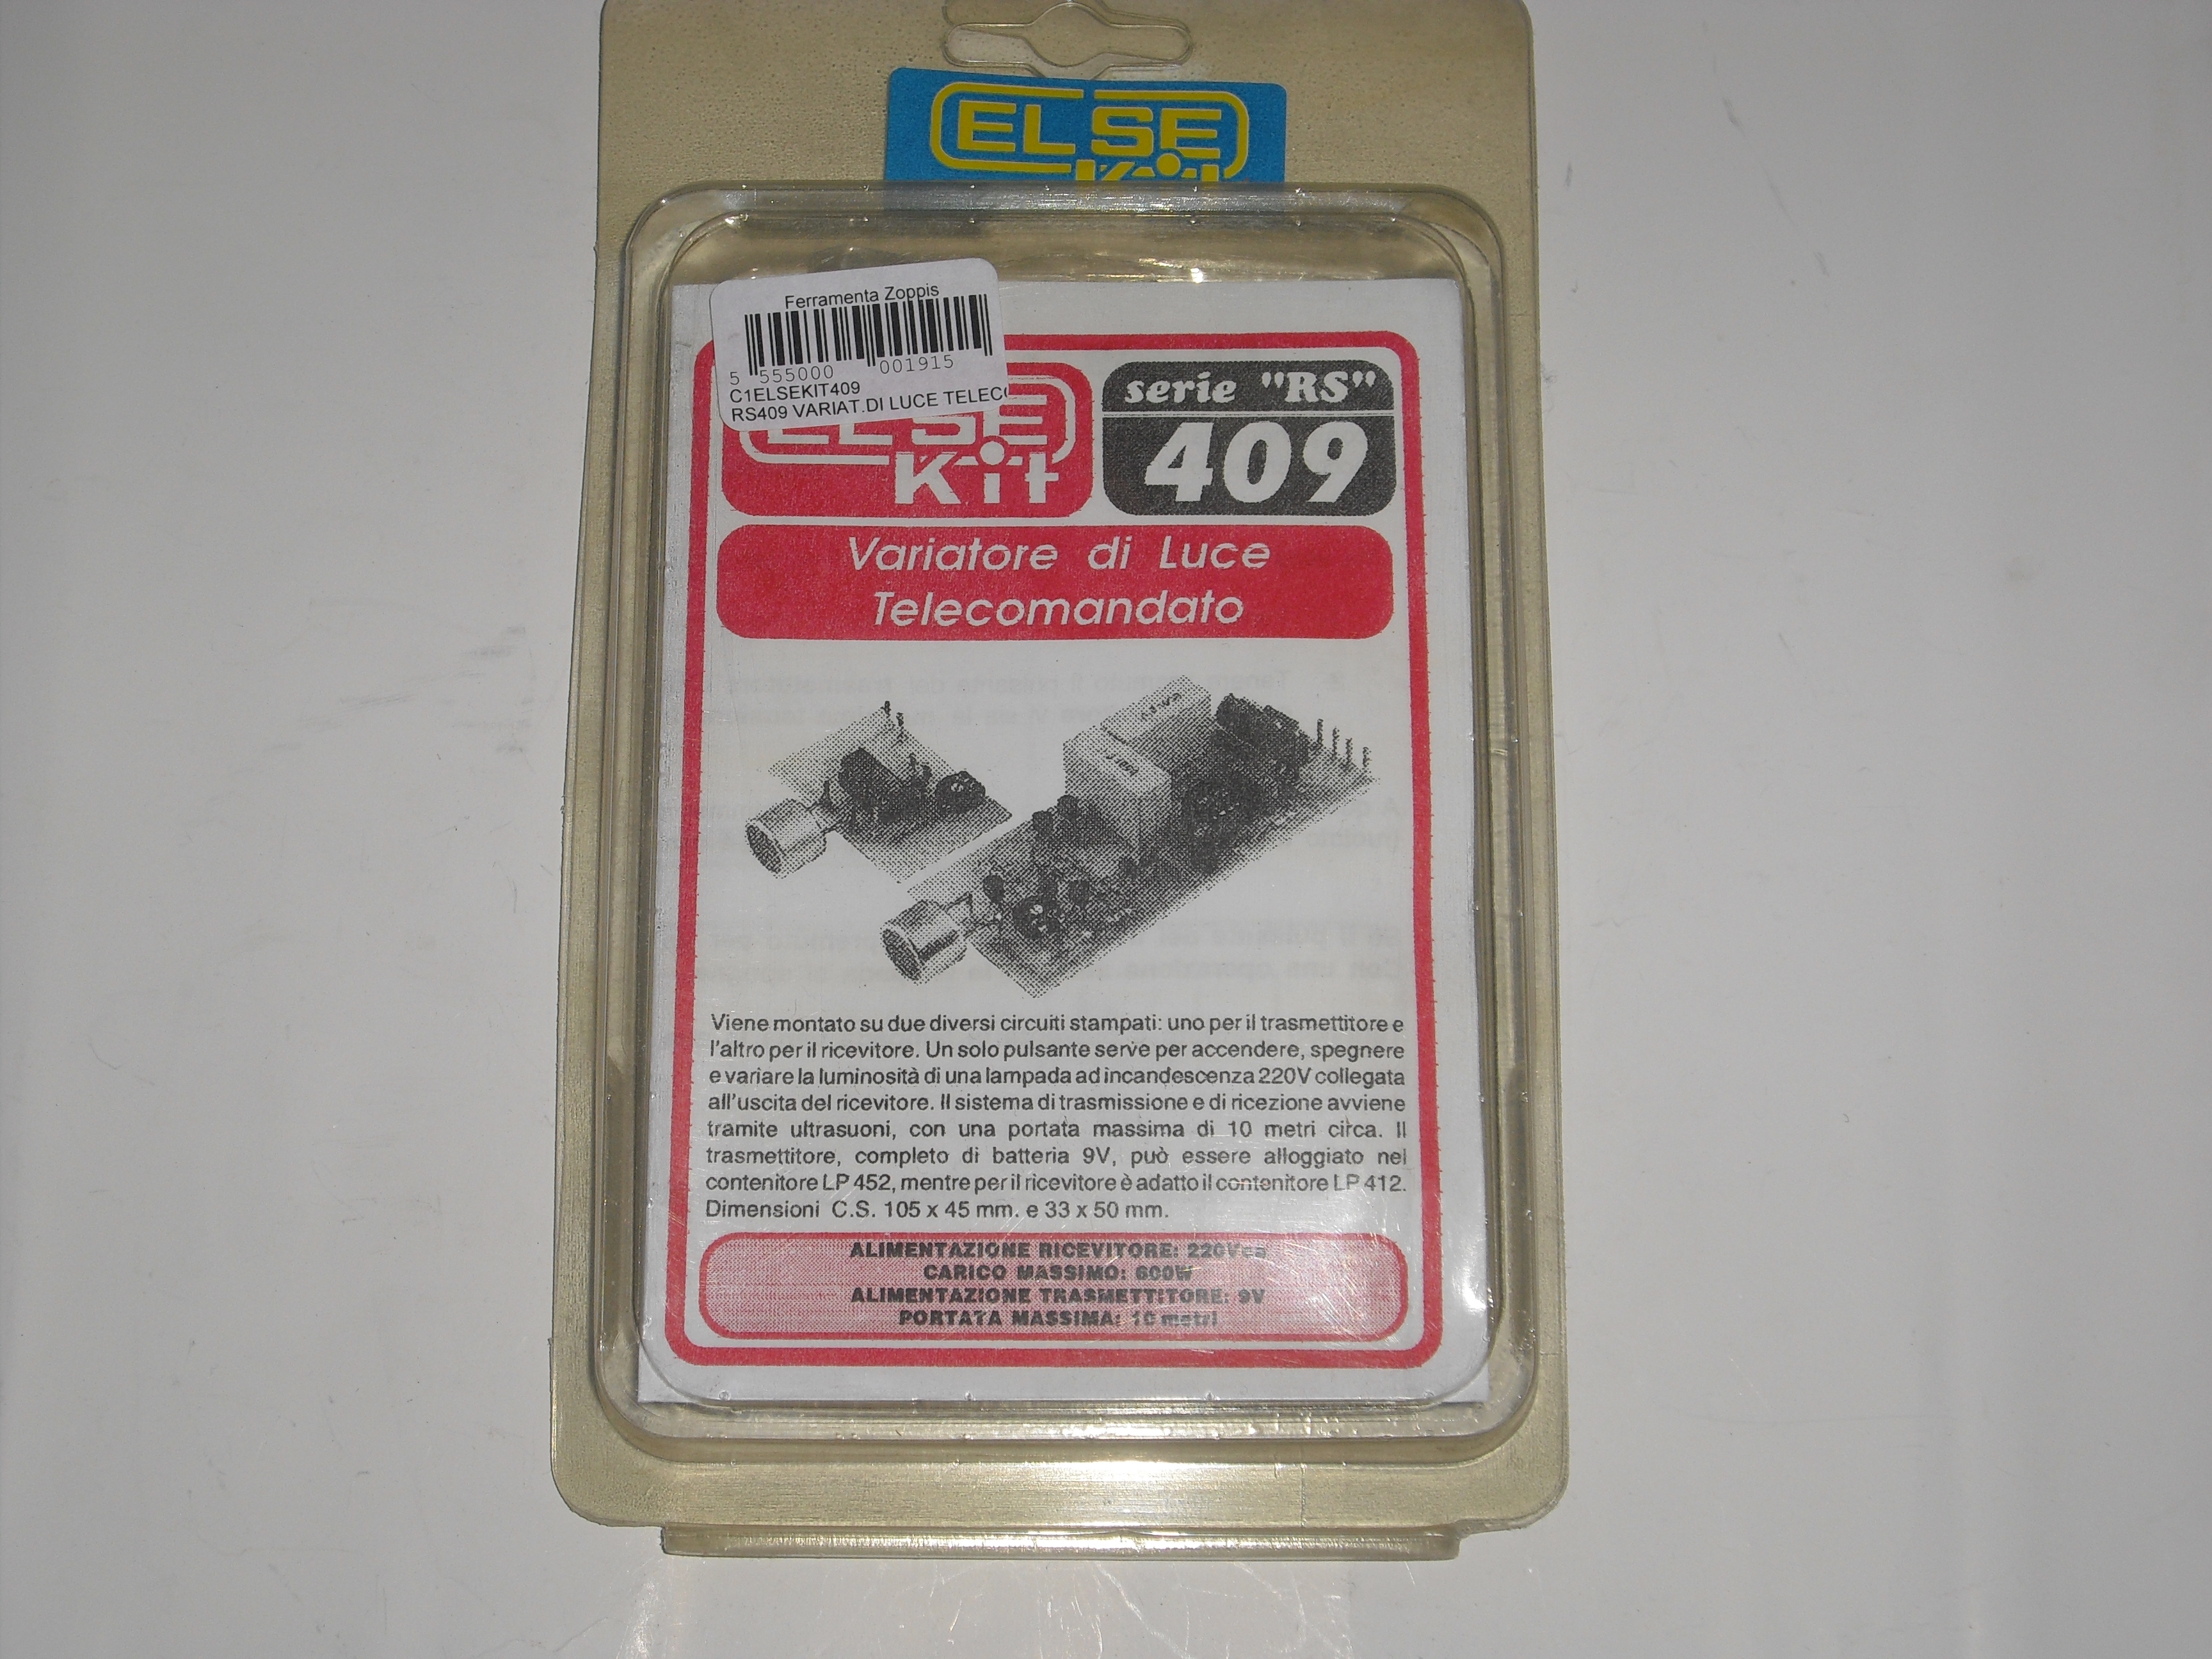 ELSE
Kit
Ferramenta Zoppis
5 555000 001915
C1ELSEKIT409
RS409 VARIAT.DI LUCE TELECO
ELSE
Kit
serie "RS"
409
Variatore di Luce
Telecomandato
Viene montato su due diversi circuiti stampati: uno per il trasmettitore e
l'altro per il ricevitore. Un solo pulsante serve per accendere, spegnere
e variare la luminosità di una lampada ad incandescenza 220V collegata
all'uscita del ricevitore. Il sistema di trasmissione e di ricezione avviene
tramite ultrasuoni, con una portata massima di 10 metri circa. Il
trasmettitore, completo di batteria 9V, può essere alloggiato nel
contenitore LP 452, mentre per il ricevitore è adatto il contenitore LP 412.
Dimensioni C.S. 105 x 45 mm. e 33 x 50 mm.
ALIMENTAZIONE RICEVITORE: 220Vca
CARICO MASSIMO: 600W
ALIMENTAZIONE TRASMETTITORE: 9V
PORTATA MASSIMA: 10 metri